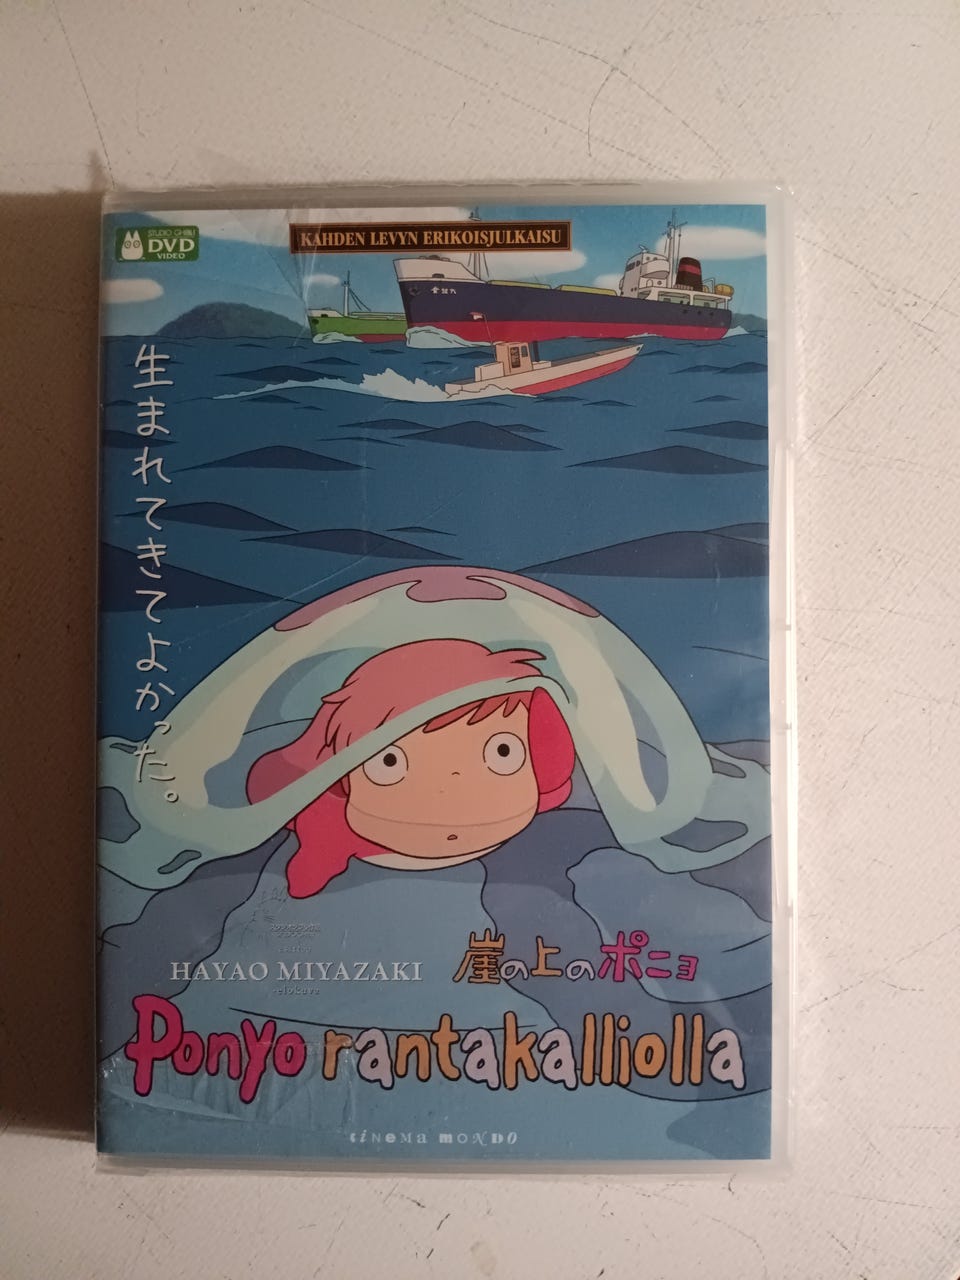 STUDIO GHIBLI
DVD
VIDEO
KAHDEN LEVYN ERIKOISJULKAISU
生まれてきてよかった。
HAYAO MIYAZAKI
-elokuva
崖の上のポニョ
Ponyo rantakalliolla
CiNeMa MONDO